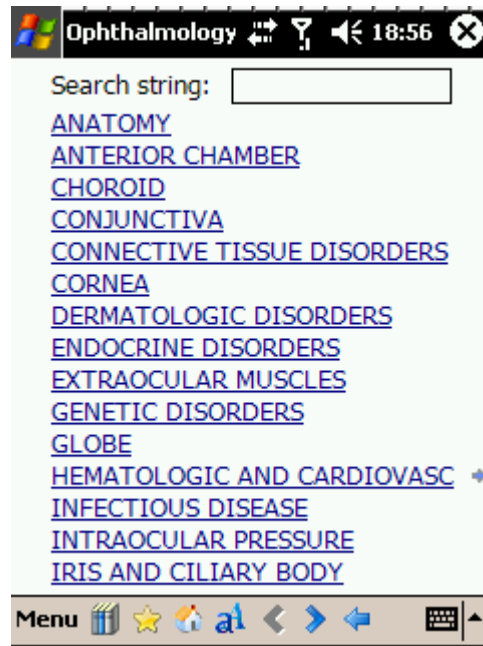 Ophthalmology 18:56
Search string:
ANATOMY
ANTERIOR CHAMBER
CHOROID
CONJUNCTIVA
CONNECTIVE TISSUE DISORDERS
CORNEA
DERMATOLOGIC DISORDERS
ENDOCRINE DISORDERS
EXTRAOCULAR MUSCLES
GENETIC DISORDERS
GLOBE
HEMATOLOGIC AND CARDIOVASC
INFECTIOUS DISEASE
INTRAOCULAR PRESSURE
IRIS AND CILIARY BODY
Menu